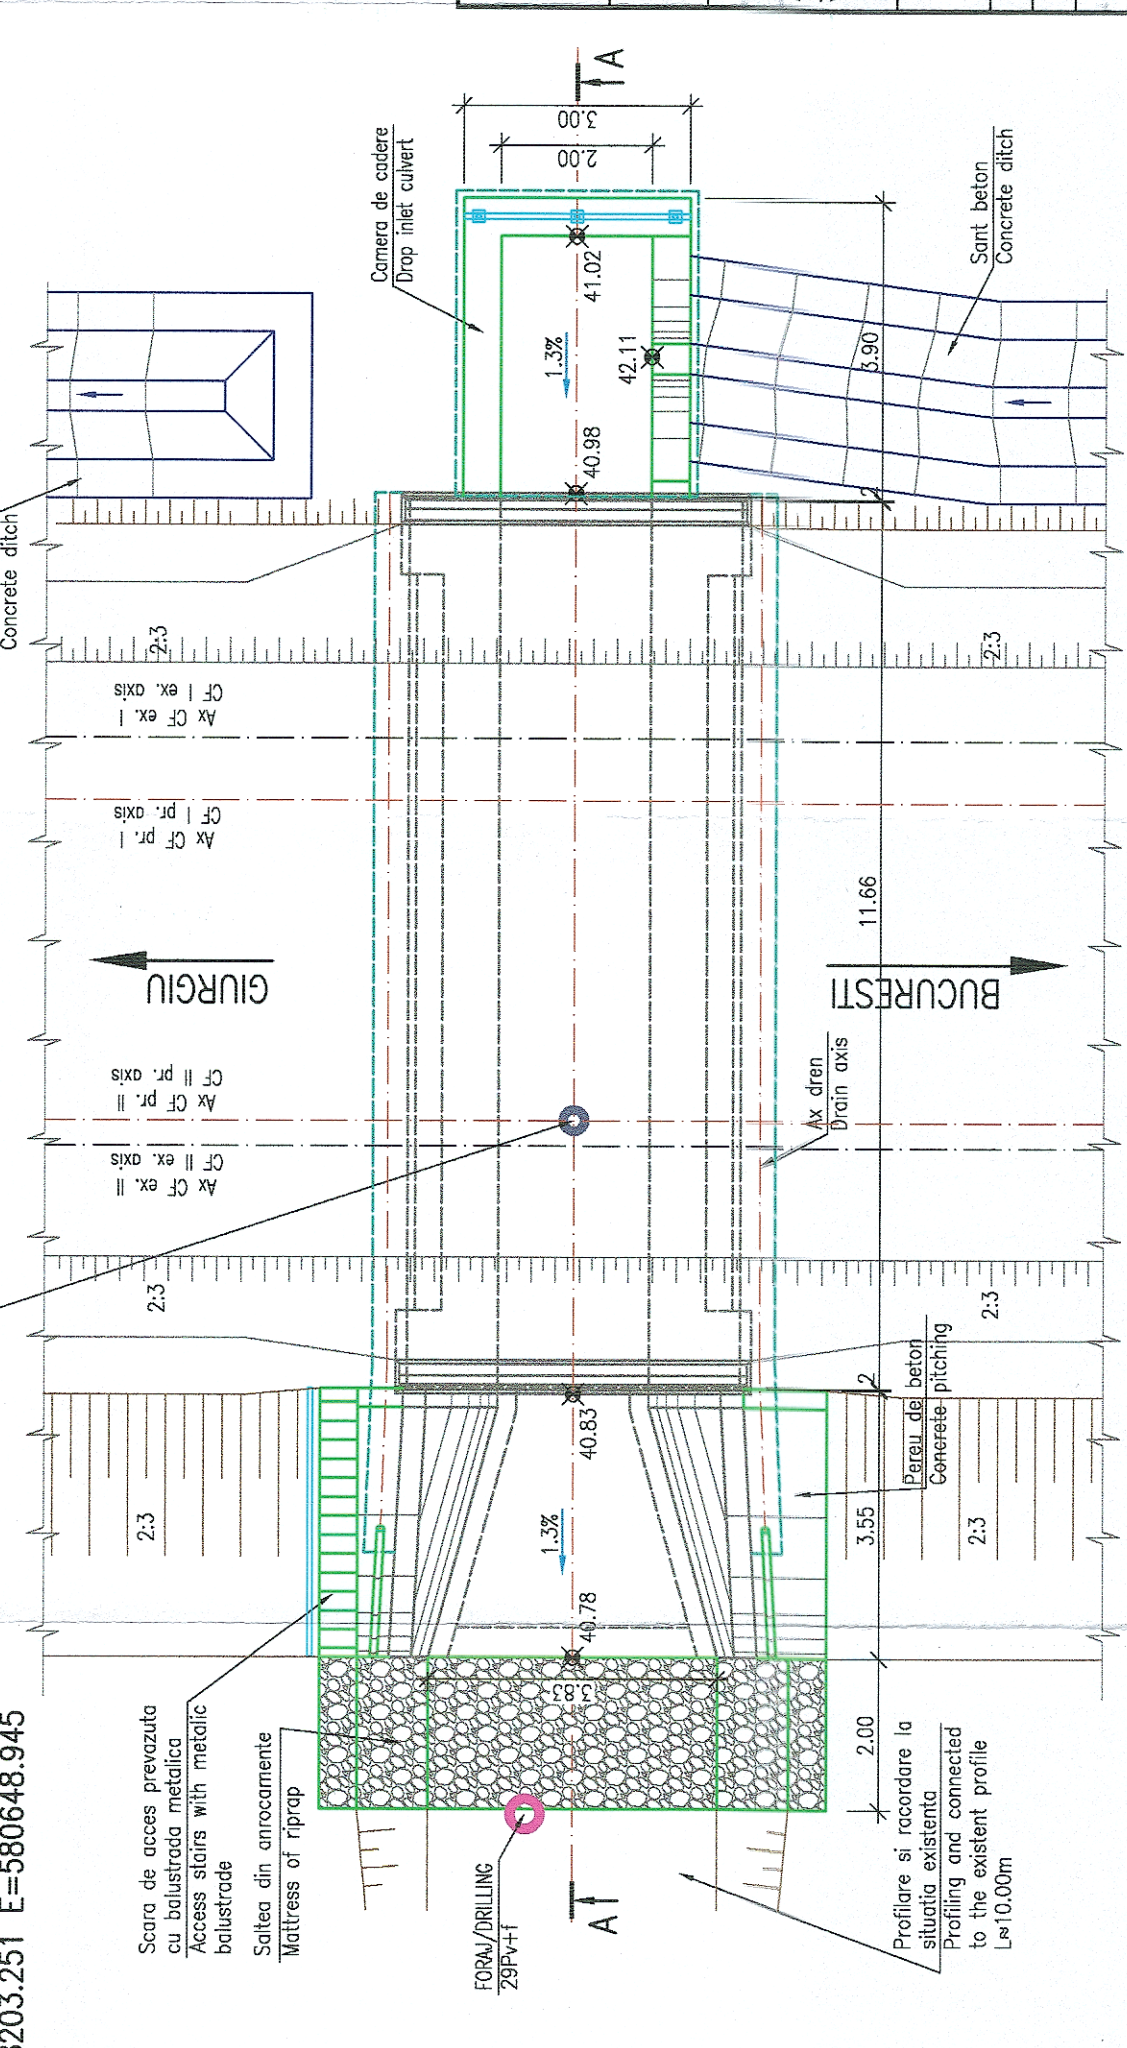 Concrete ditch
Camera de cadere
Drop inlet culvert
A
3.00
2.00
41.02
1.3%
42.11
40.98
Sant beton
Concrete ditch
3.90
2
2:3
2:3
CF I ex. axis
Ax CF ex. I
CF I pr. axis
Ax CF pr. I
11.66
GIURGIU
BUCURESTI
CF II pr. axis
Ax CF pr. II
CF II ex. axis
Ax CF ex. II
Ax dren
Drain axis
2:3
2:3
2
40.83
Pereu de beton
Concrete pitching
2:3
1.3%
3.55
2:3
40.78
3.83
2.00
Scara de acces prevazuta
cu balustrada metalica
Access stairs with metalic
balustrade
Saltea din anrocamente
Mattress of riprap
FORAJ/DRILLING
29Pv+f
A
Profilare si racordare la
situatia existenta
Profiling and connected
to the existent profile
L≈10.00m
3203.251 E=580648.945